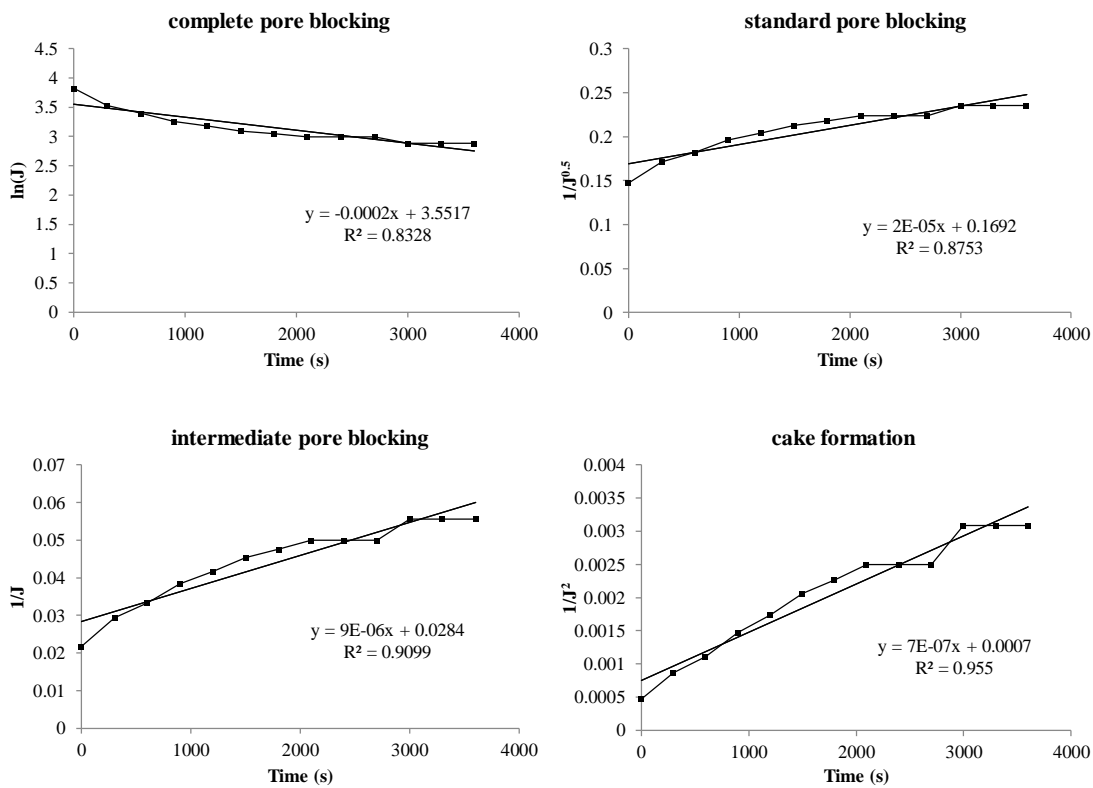 complete pore blocking
4.5
4
3.5
3
2.5
2
1.5
1
0.5
0
ln(J)
y = -0.0002x + 3.5517
R² = 0.8328
0 1000 2000 3000 4000
Time (s)
standard pore blocking
0.3
0.25
0.2
0.15
0.1
0.05
0
1/J^0.5
y = 2E-05x + 0.1692
R² = 0.8753
0 1000 2000 3000 4000
Time (s)
intermediate pore blocking
0.07
0.06
0.05
0.04
0.03
0.02
0.01
0
1/J
y = 9E-06x + 0.0284
R² = 0.9099
0 1000 2000 3000 4000
Time (s)
cake formation
0.004
0.0035
0.003
0.0025
0.002
0.0015
0.001
0.0005
0
1/J²
y = 7E-07x + 0.0007
R² = 0.955
0 1000 2000 3000 4000
Time (s)